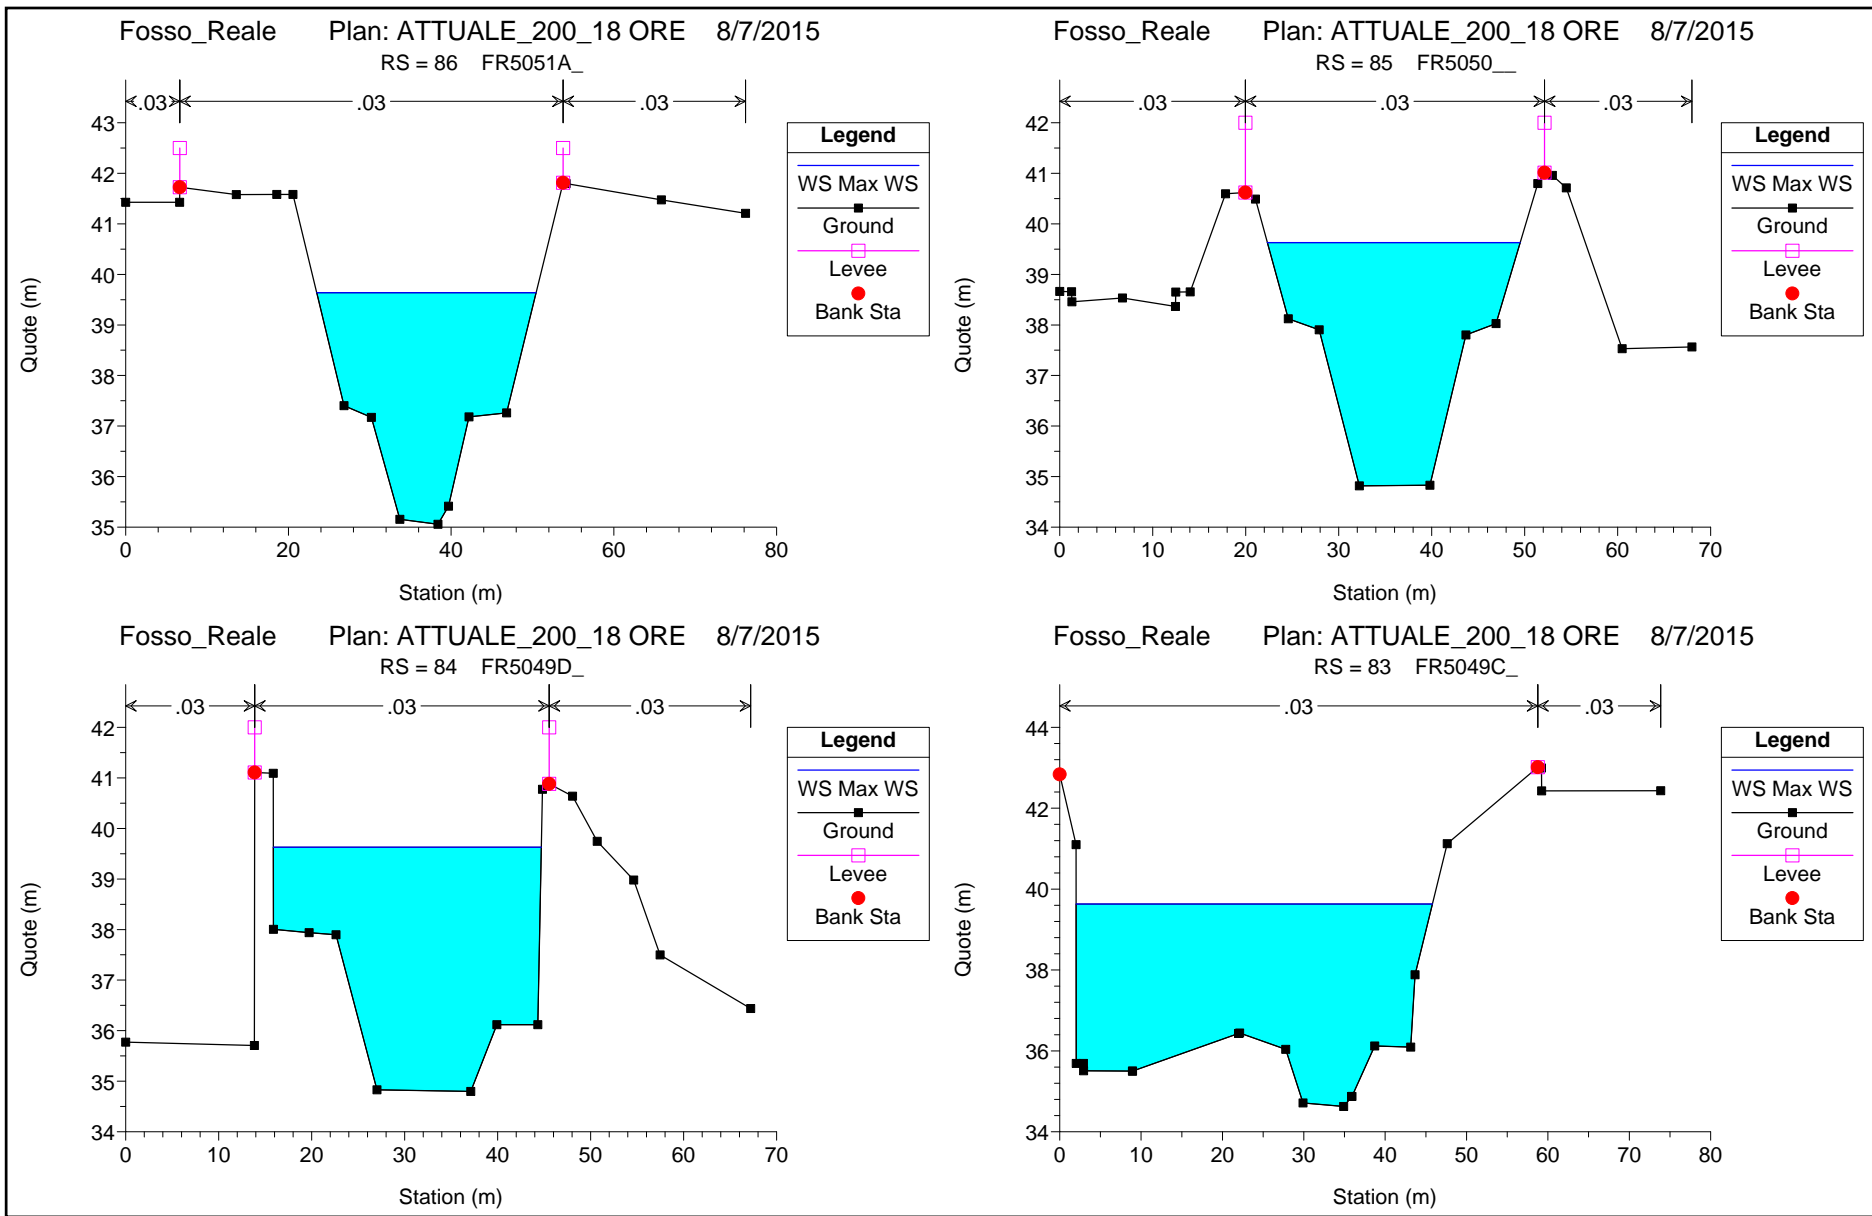 Fosso_Reale Plan: ATTUALE_200_18 ORE 8/7/2015
RS = 86 FR5051A_
.03 .03 .03
43
42
41
40
39
38
37
36
35
0 20 40 60 80
Quote (m)
Station (m)
Legend
WS Max WS
Ground
Levee
Bank Sta
Fosso_Reale Plan: ATTUALE_200_18 ORE 8/7/2015
RS = 85 FR5050__
.03 .03 .03
42
41
40
39
38
37
36
35
34
0 10 20 30 40 50 60 70
Quote (m)
Station (m)
Legend
WS Max WS
Ground
Levee
Bank Sta
Fosso_Reale Plan: ATTUALE_200_18 ORE 8/7/2015
RS = 84 FR5049D_
.03 .03 .03
42
41
40
39
38
37
36
35
34
0 10 20 30 40 50 60 70
Quote (m)
Station (m)
Legend
WS Max WS
Ground
Levee
Bank Sta
Fosso_Reale Plan: ATTUALE_200_18 ORE 8/7/2015
RS = 83 FR5049C_
.03 .03
44
42
40
38
36
34
0 10 20 30 40 50 60 70 80
Quote (m)
Station (m)
Legend
WS Max WS
Ground
Levee
Bank Sta